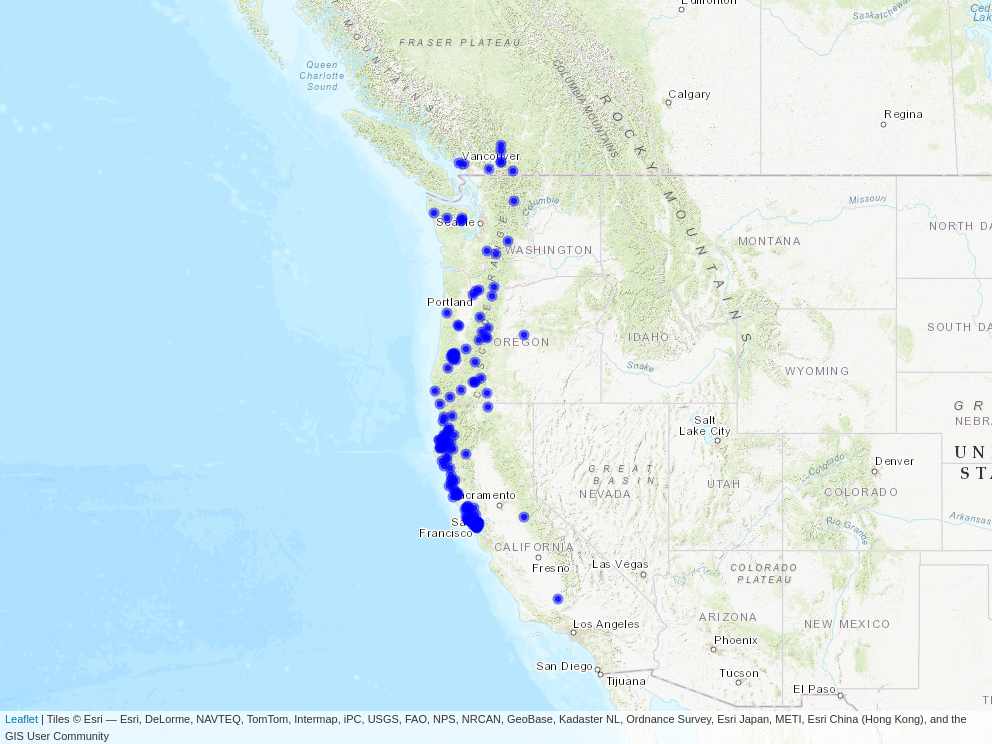 Edmonton
FRASER PLATEAU
MOUNTAINS
Saskatchewan
Queen
Charlotte
Sound
COLUMBIA MOUNTAINS
ROCKY MOUNTAINS
Calgary
Regina
Vancouver
Columbia
Missouri
Seattle
WASHINGTON
MONTANA
NORTH DA
Portland
OREGON
IDAHO
SOUTH DA
Snake
WYOMING
GR
NEBR
Salt
Lake City
UN
STA
Denver
GREAT
BASIN
NEVADA
UTAH
Colorado
COLORADO
Sacramento
San
Francisco
CALIFORNIA
Fresno
Las Vegas
Rio Grande
Arkansas
COLORADO
PLATEAU
Los Angeles
ARIZONA
NEW MEXICO
Phoenix
San Diego
Tijuana
Tucson
El Paso
Leaflet | Tiles © Esri — Esri, DeLorme, NAVTEQ, TomTom, Intermap, iPC, USGS, FAO, NPS, NRCAN, GeoBase, Kadaster NL, Ordnance Survey, Esri Japan, METI, Esri China (Hong Kong), and the
GIS User Community